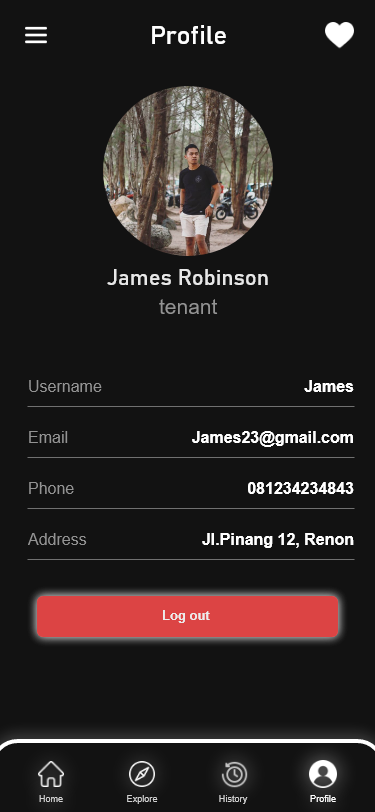 Profile
James Robinson
tenant
Username James
Email James23@gmail.com
Phone 081234234843
Address Jl.Pinang 12, Renon
Log out
Home Explore History Profile